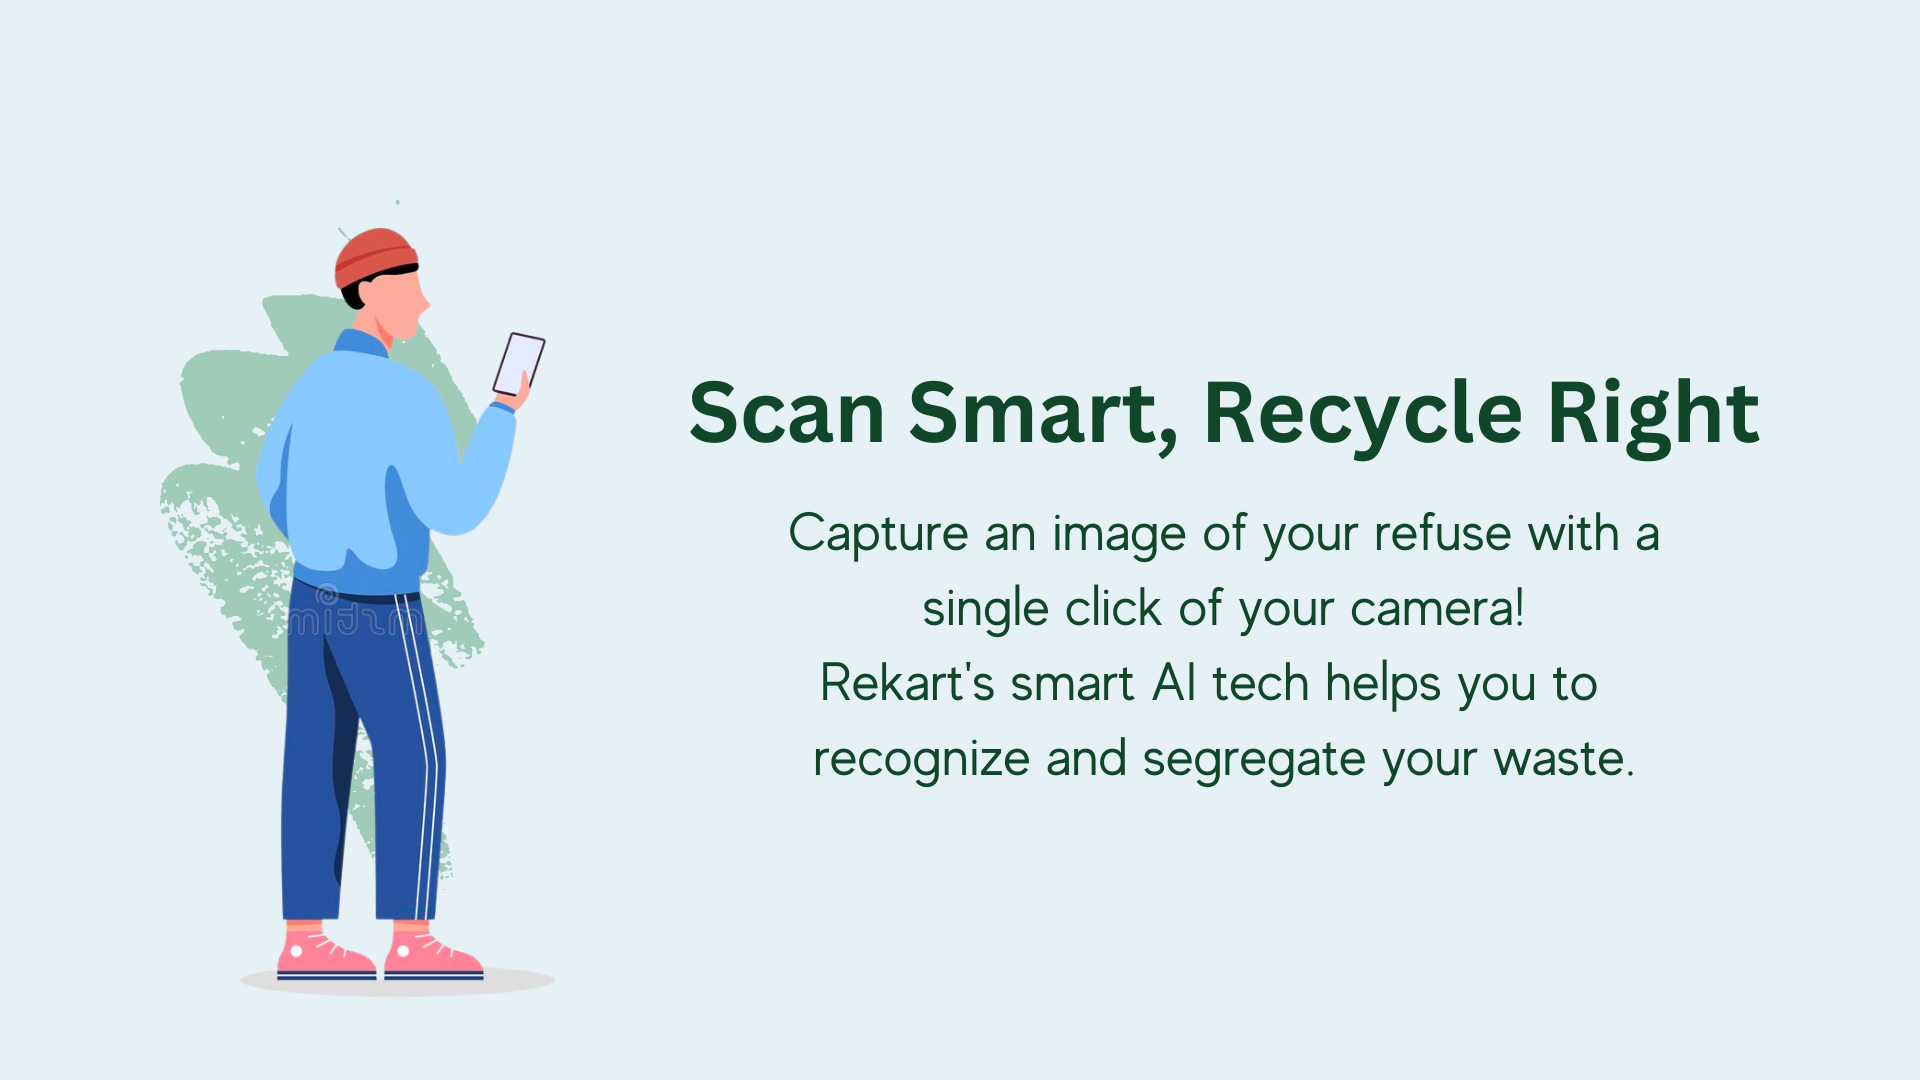 Scan Smart, Recycle Right
Capture an image of your refuse with a
single click of your camera!
Rekart's smart AI tech helps you to
recognize and segregate your waste.